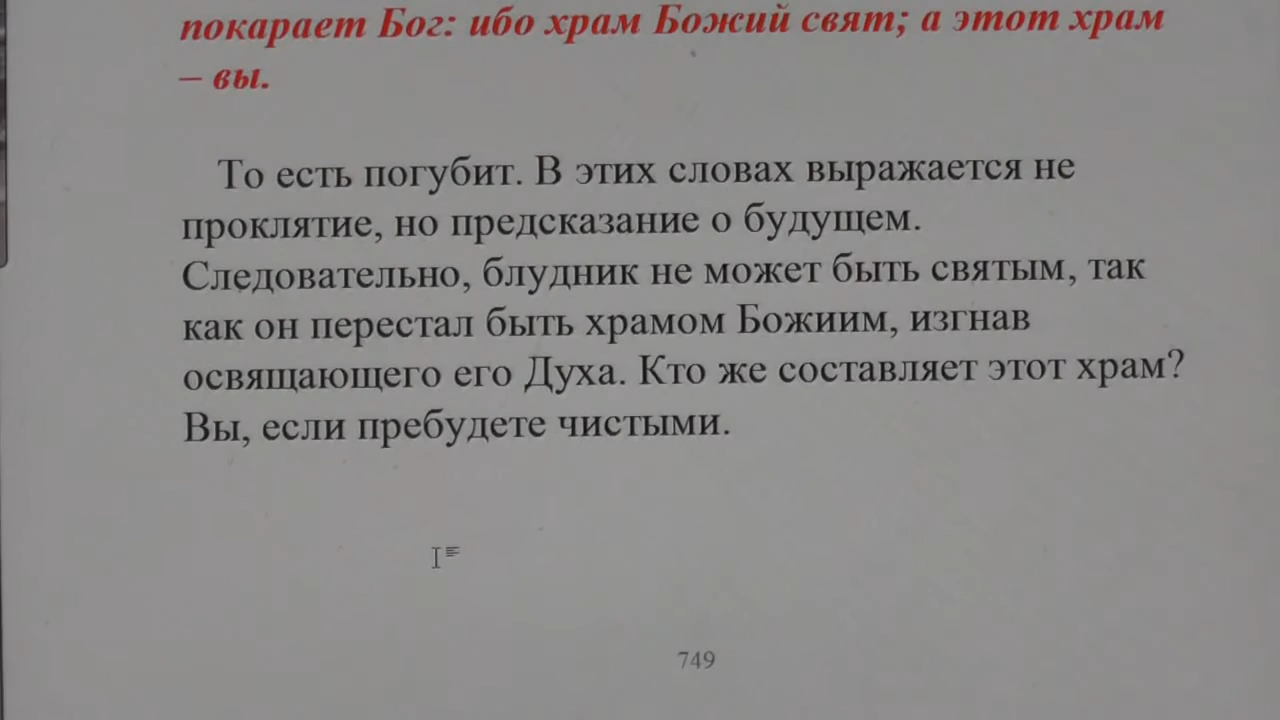 покарает Бог: ибо храм Божий свят; а этот храм
– вы.
То есть погубит. В этих словах выражается не
проклятие, но предсказание о будущем.
Следовательно, блудник не может быть святым, так
как он перестал быть храмом Божиим, изгнав
освящающего его Духа. Кто же составляет этот храм?
Вы, если пребудете чистыми.
749